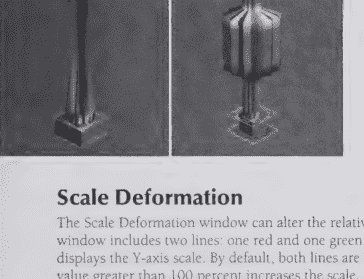 Scale Deformation
The Scale Deformation window can alter the relativ
window includes two lines: one red and one green
displays the Y-axis scale. By default, both lines are
value greater than 100 percent increases the scale,